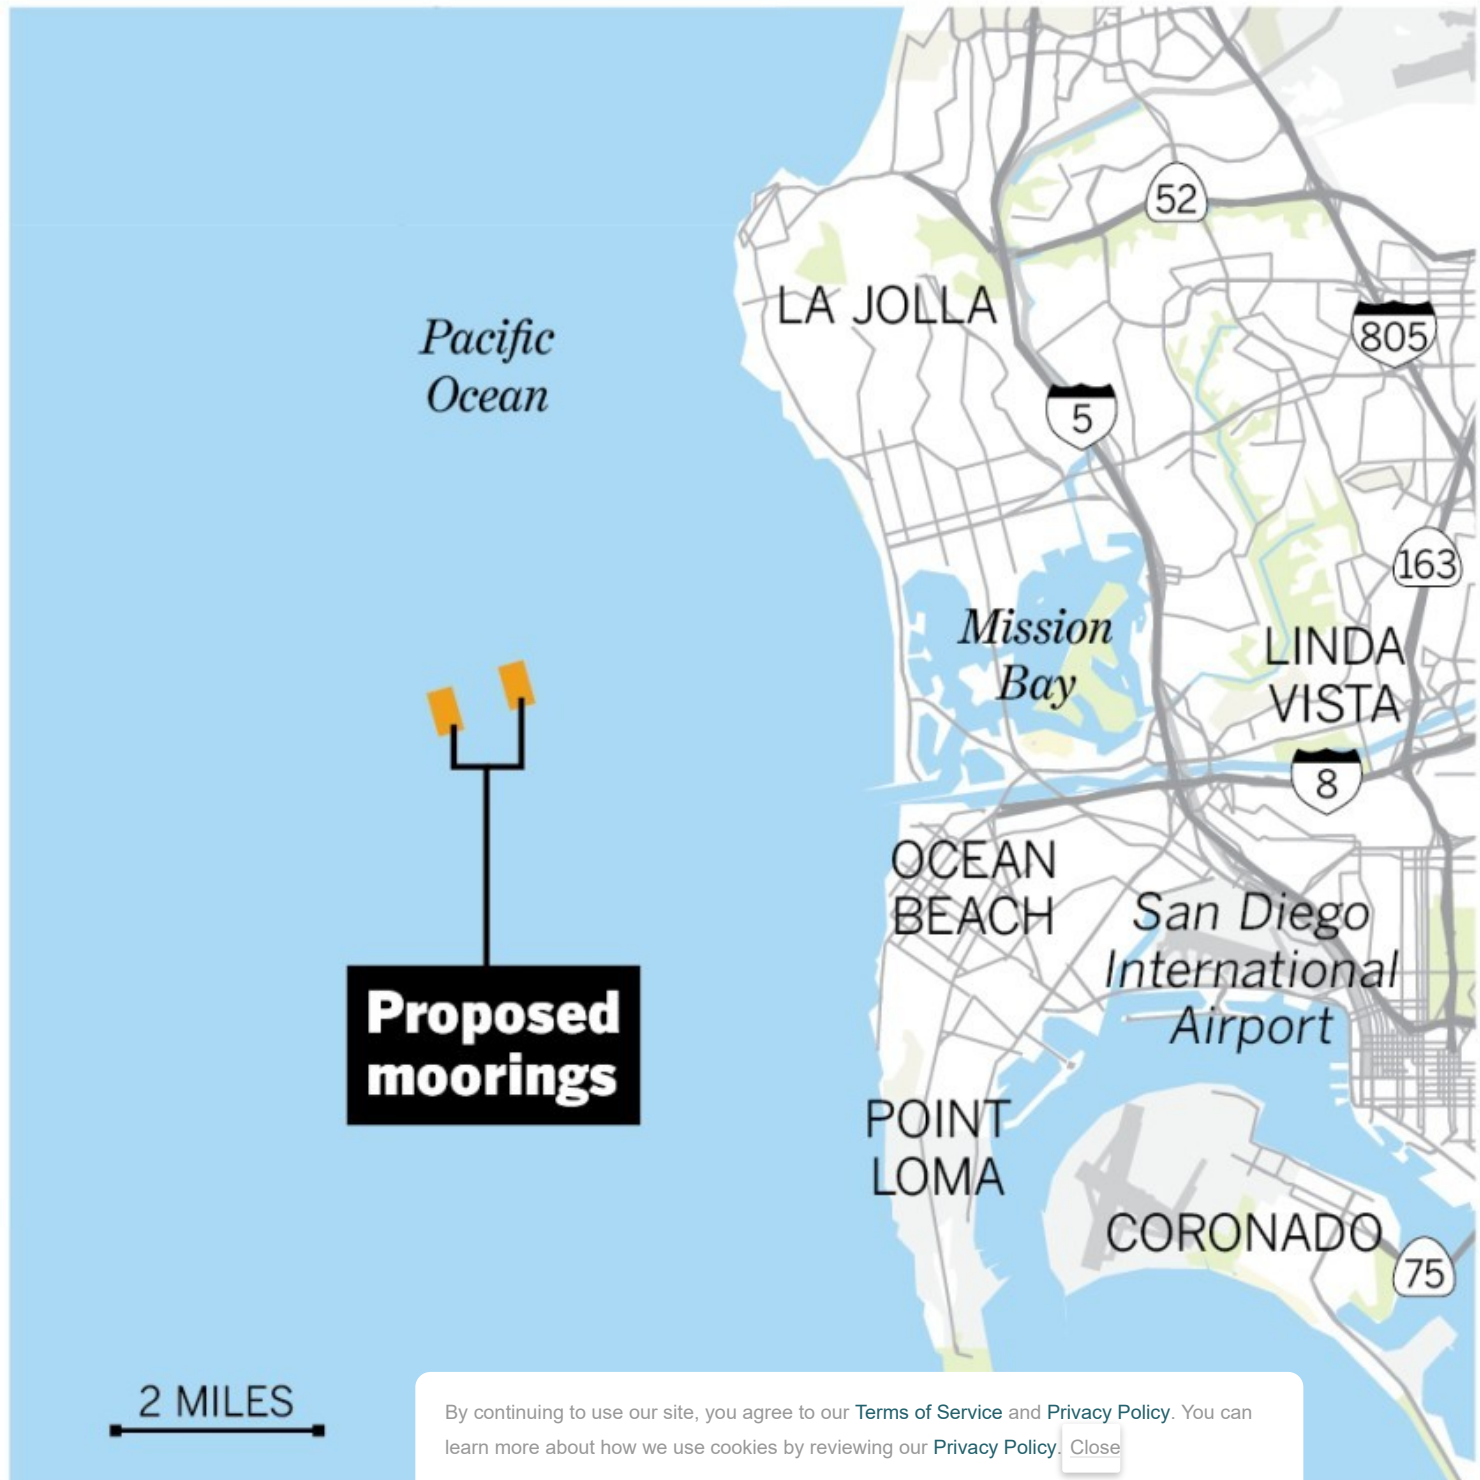 52
LA JOLLA
Pacific
Ocean
805
5
163
Mission
Bay
LINDA
VISTA
8
OCEAN
BEACH
San Diego
International
Airport
Proposed
moorings
POINT
LOMA
CORONADO
75
2 MILES
By continuing to use our site, you agree to our Terms of Service and Privacy Policy. You can
learn more about how we use cookies by reviewing our Privacy Policy. Close